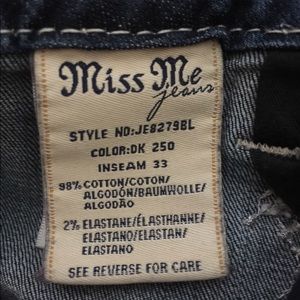 Miss Me
jeans
STYLE NO:JE8279BL
COLOR:DK 250
INSEAM 33
98% COTTON/COTON/
ALGODÓN/BAUMWOLLE/
ALGODÃO
2% ELASTANE/ÉLASTHANNE/
ELASTANO/ELASTAN/
ELASTANO
SEE REVERSE FOR CARE